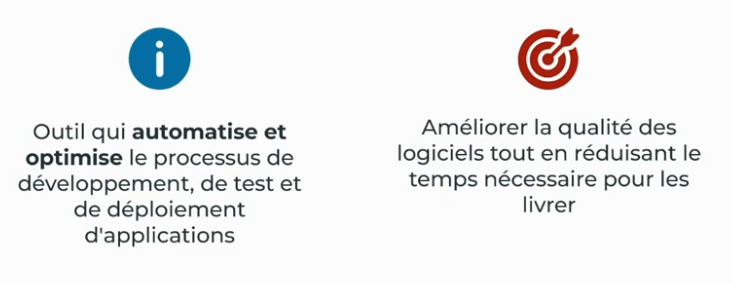 Outil qui automatise et
optimise le processus de
développement, de test et
de déploiement
d'applications
Améliorer la qualité des
logiciels tout en réduisant le
temps nécessaire pour les
livrer